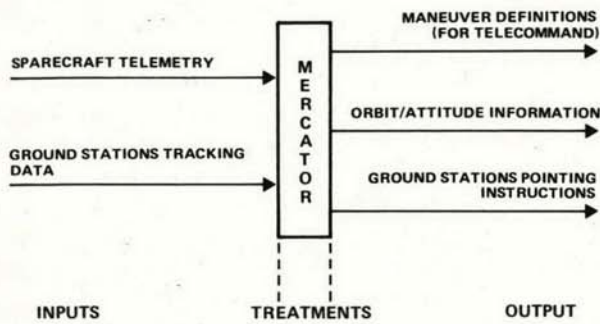 MANEUVER DEFINITIONS
(FOR TELECOMMAND)
SPARECRAFT TELEMETRY
MERCATOR
ORBIT/ATTITUDE INFORMATION
GROUND STATIONS TRACKING
DATA
GROUND STATIONS POINTING
INSTRUCTIONS
INPUTS
TREATMENTS
OUTPUT